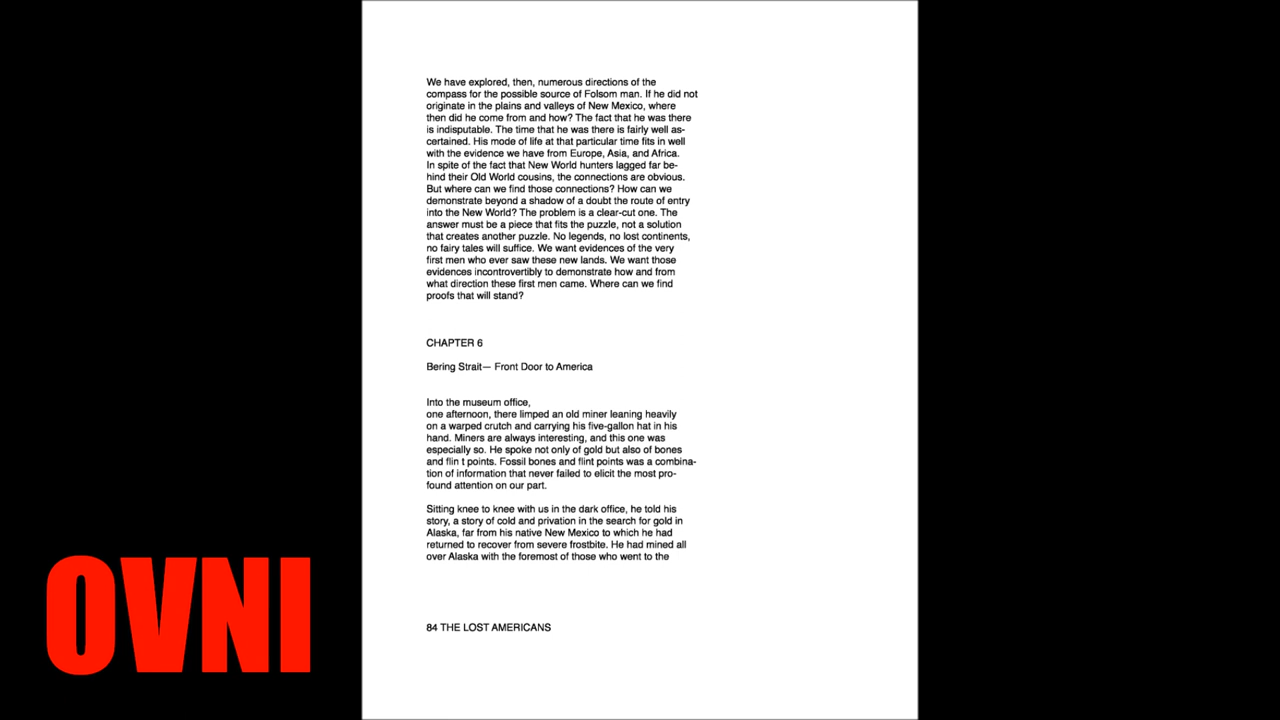 We have explored, then, numerous directions of the
compass for the possible source of Folsom man. If he did not
originate in the plains and valleys of New Mexico, where
then did he come from and how? The fact that he was there
is indisputable. The time that he was there is fairly well as-
certained. His mode of life at that particular time fits in well
with the evidence we have from Europe, Asia, and Africa.
In spite of the fact that New World hunters lagged far be-
hind their Old World cousins, the connections are obvious.
But where can we find those connections? How can we
demonstrate beyond a shadow of a doubt the route of entry
into the New World? The problem is a clear-cut one. The
answer must be a piece that fits the puzzle, not a solution
that creates another puzzle. No legends, no lost continents,
no fairy tales will suffice. We want evidences of the very
first men who ever saw these new lands. We want those
evidences incontrovertibly to demonstrate how and from
what direction these first men came. Where can we find
proofs that will stand?
CHAPTER 6
Bering Strait— Front Door to America
Into the museum office,
one afternoon, there limped an old miner leaning heavily
on a warped crutch and carrying his five-gallon hat in his
hand. Miners are always interesting, and this one was
especially so. He spoke not only of gold but also of bones
and flin t points. Fossil bones and flint points was a combina-
tion of information that never failed to elicit the most pro-
found attention on our part.
Sitting knee to knee with us in the dark office, he told his
story, a story of cold and privation in the search for gold in
Alaska, far from his native New Mexico to which he had
returned to recover from severe frostbite. He had mined all
over Alaska with the foremost of those who went to the
84 THE LOST AMERICANS
OVNI